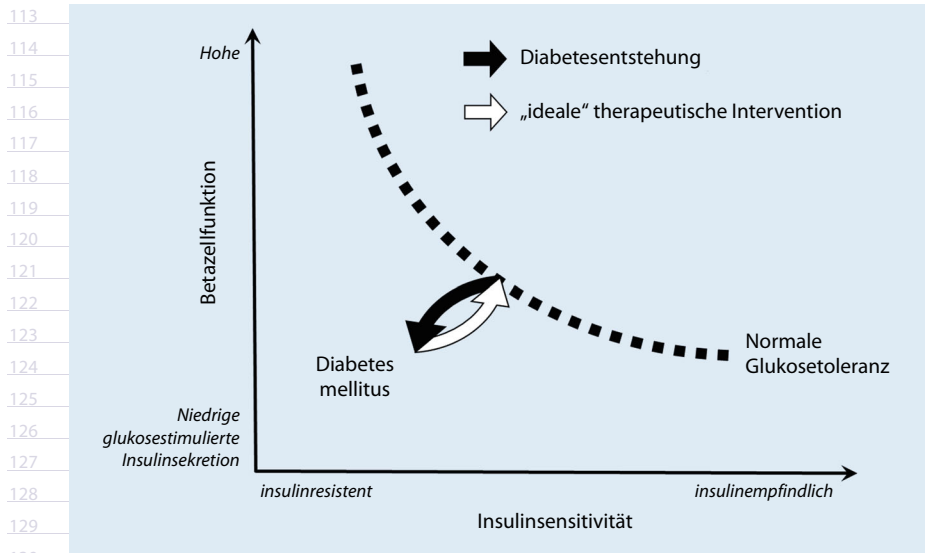 113
114
115
116
117
118
119
120
121
122
123
124
125
126
127
128
129
Hohe
Diabetesentstehung
„ideale“ therapeutische Intervention
Betazellfunktion
Diabetes
mellitus
Normale
Glukosetoleranz
Niedrige
glukosestimulierte
Insulinsekretion
insulinresistent
insulinempfindlich
Insulinsensitivität